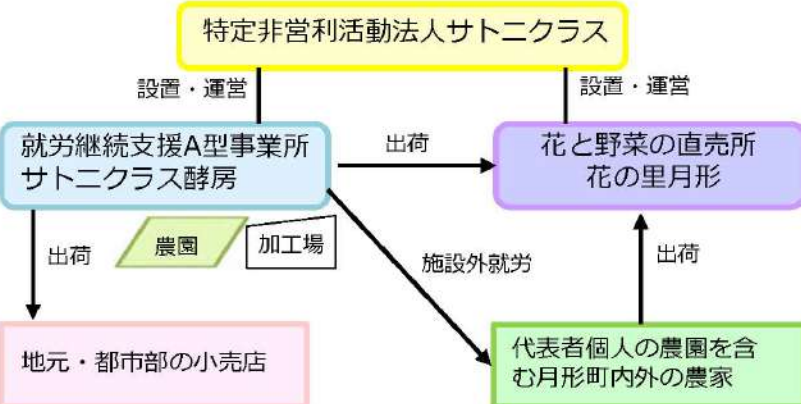 特定非営利活動法人サトニクラス
設置・運営
設置・運営
就労継続支援A型事業所
サトニクラス酵房
出荷
花と野菜の直売所
花の里月形
出荷
農園
加工場
施設外就労
出荷
地元・都市部の小売店
代表者個人の農園を含
む月形町内外の農家